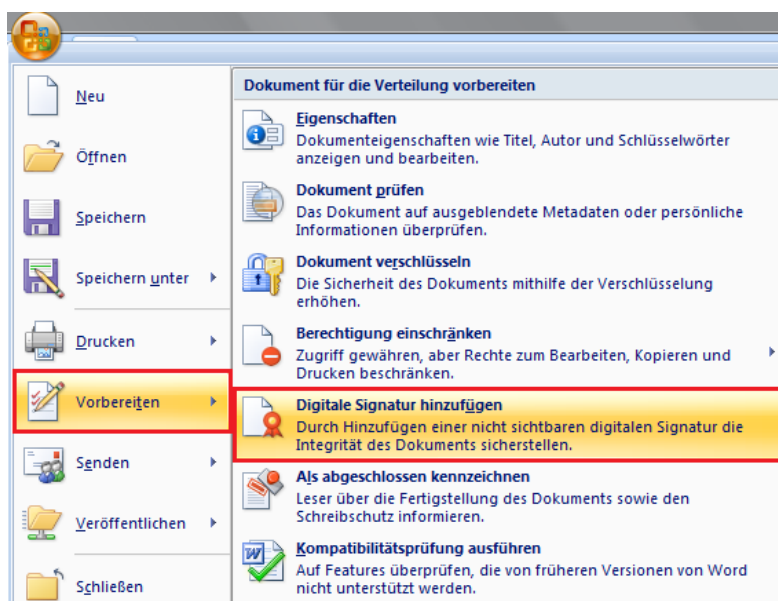 Neu
Öffnen
Speichern
Speichern unter
Drucken
Vorbereiten
Senden
Veröffentlichen
Schließen
Dokument für die Verteilung vorbereiten
Eigenschaften
Dokumenteigenschaften wie Titel, Autor und Schlüsselwörter
anzeigen und bearbeiten.
Dokument prüfen
Das Dokument auf ausgeblendete Metadaten oder persönliche
Informationen überprüfen.
Dokument verschlüsseln
Die Sicherheit des Dokuments mithilfe der Verschlüsselung
erhöhen.
Berechtigung einschränken
Zugriff gewähren, aber Rechte zum Bearbeiten, Kopieren und
Drucken beschränken.
Digitale Signatur hinzufügen
Durch Hinzufügen einer nicht sichtbaren digitalen Signatur die
Integrität des Dokuments sicherstellen.
Als abgeschlossen kennzeichnen
Leser über die Fertigstellung des Dokuments sowie den
Schreibschutz informieren.
Kompatibilitätsprüfung ausführen
Auf Features überprüfen, die von früheren Versionen von Word
nicht unterstützt werden.